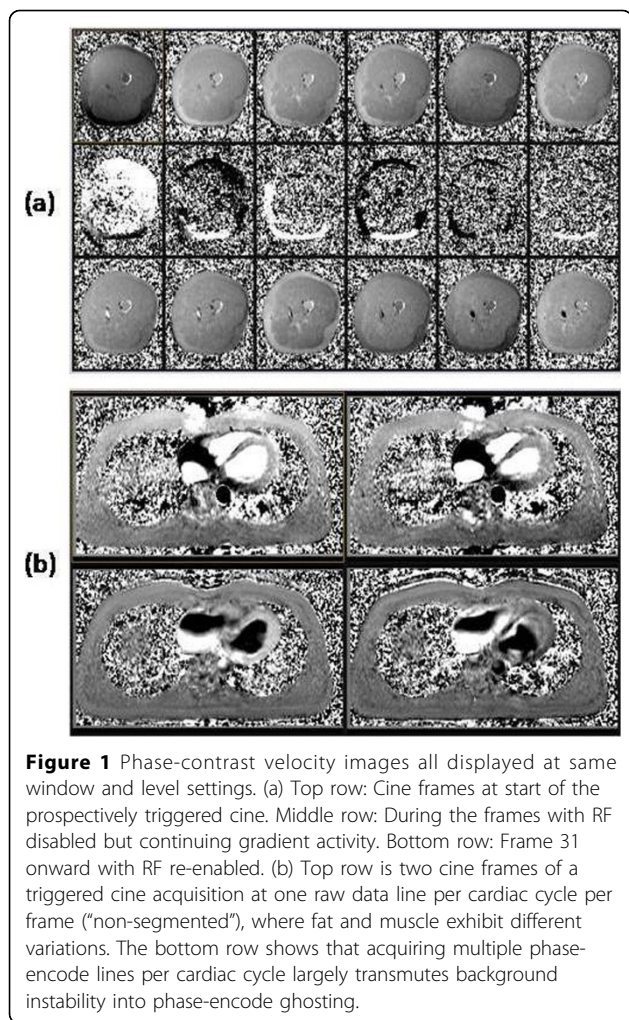 (a)
(b)
Figure 1 Phase-contrast velocity images all displayed at same
window and level settings. (a) Top row: Cine frames at start of the
prospectively triggered cine. Middle row: During the frames with RF
disabled but continuing gradient activity. Bottom row: Frame 31
onward with RF re-enabled. (b) Top row is two cine frames of a
triggered cine acquisition at one raw data line per cardiac cycle per
frame (“non-segmented”), where fat and muscle exhibit different
variations. The bottom row shows that acquiring multiple phase-
encode lines per cardiac cycle largely transmutes background
instability into phase-encode ghosting.